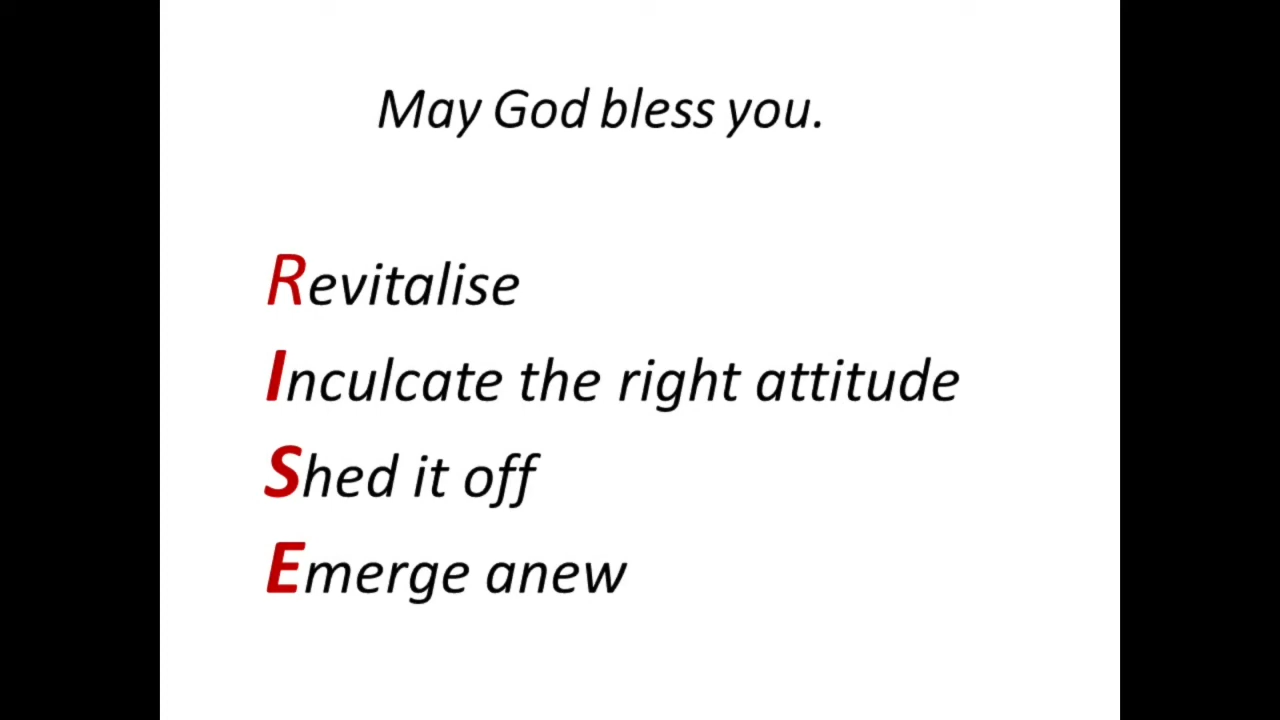 May God bless you.
Revitalise
Inculcate the right attitude
Shed it off
Emerge anew